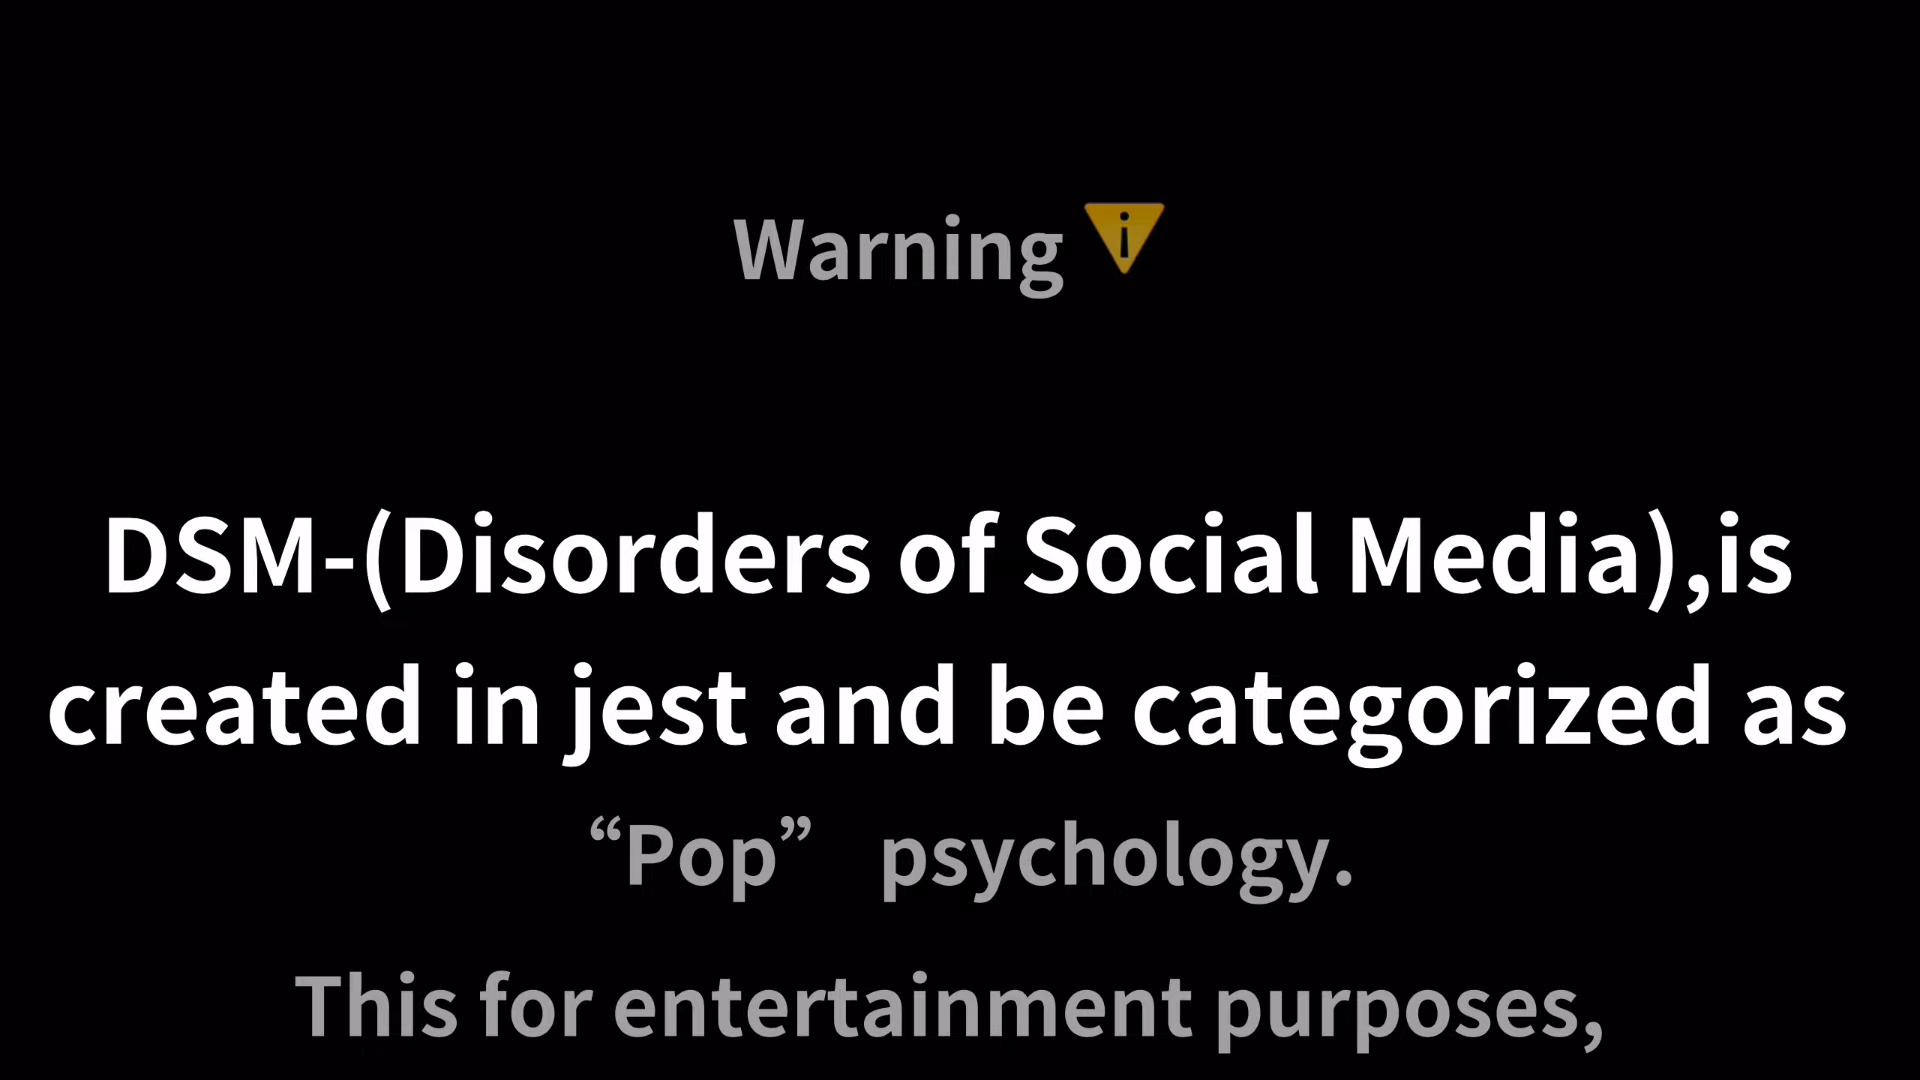 Warning
DSM-(Disorders of Social Media),is
created in jest and be categorized as
“Pop” psychology.
This for entertainment purposes,